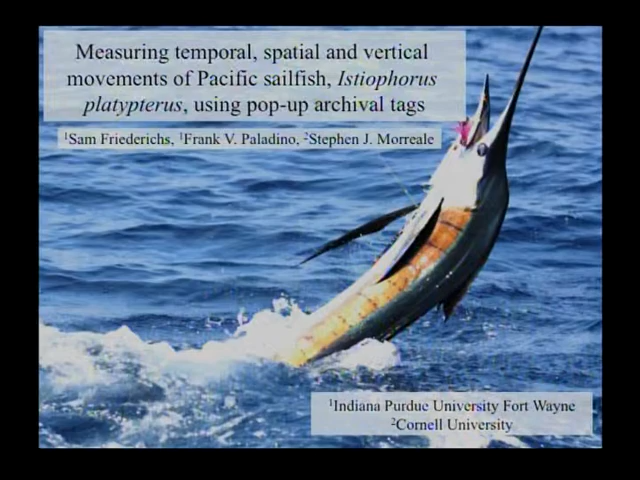 Measuring temporal, spatial and vertical
movements of Pacific sailfish, Istiophorus
platypterus, using pop-up archival tags
¹Sam Friederichs, ¹Frank V. Paladino, ²Stephen J. Morreale
¹Indiana Purdue University Fort Wayne
²Cornell University